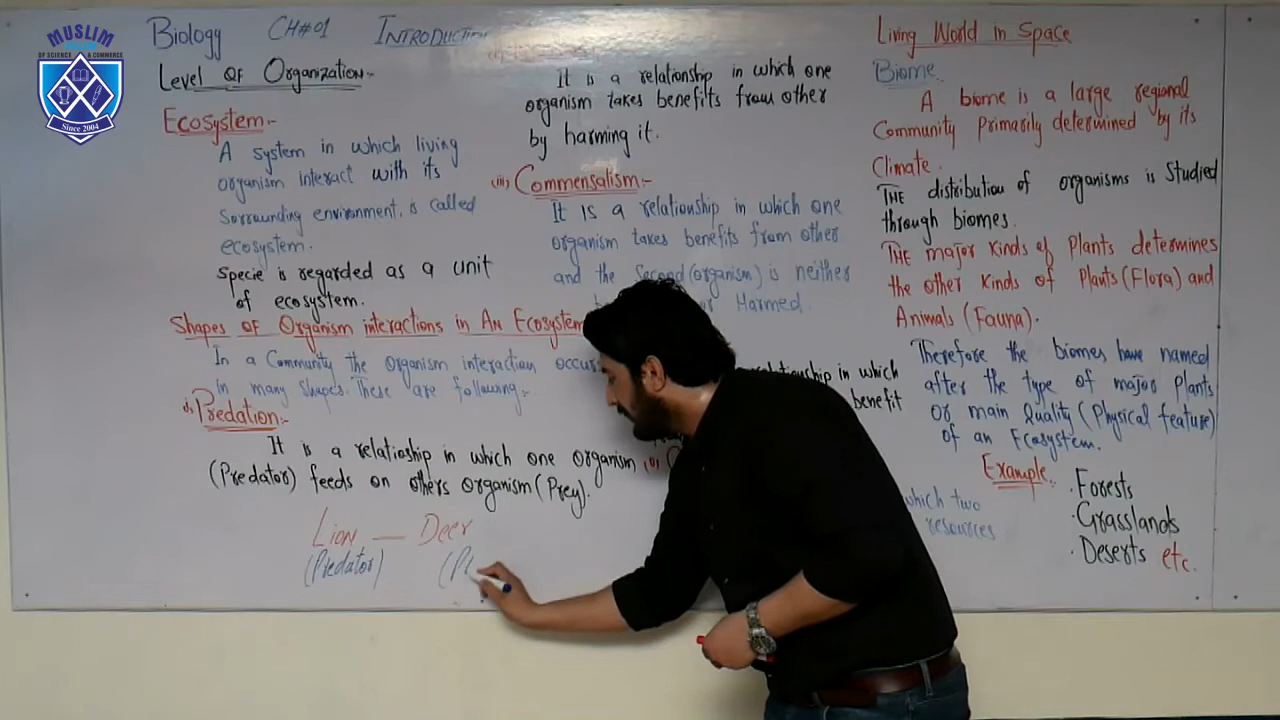 MUSLIM
OF SCIENCE & COMMERCE
Since 2004
Biology CH#01 INTRODUCTION
Level OF Organization:-
Ecosystem:-
A system in which living
organism interact with its
Sorrounding environment, is called
ecosystem.
Specie is regarded as a unit
of ecosystem.
Shapes OF Organism interactions in An Ecosystem
In a Community the Organism interaction occurs
in many Shapes. These are following:-
i) Predation:-
It is a relatioship in which one organism
(Predator) feeds on others organism (Prey).
Lion — Deer
(Predator) (Pr
It is a relationship in which one
organism takes benefits from other
by harming it.
(iii) Commensalism:-
It is a relationship in which one
organism takes benefits from other
and the Second (organism) is neither
Harmed.
in which
benefit
which two
resources
Living World in Space
Biome
A biome is a large regional
Community Primarily determined by its
Climate.
THE distribution of organisms is Studied
through biomes.
THE major Kinds of Plants determines
the other Kinds of Plants (Flora) and
Animals (Fauna).
Therefore the biomes have named
after the type of major Plants
or main Quality (Physical feature)
of an Ecosystem.
Example:-
· Forests
· Grasslands
· Deserts etc.